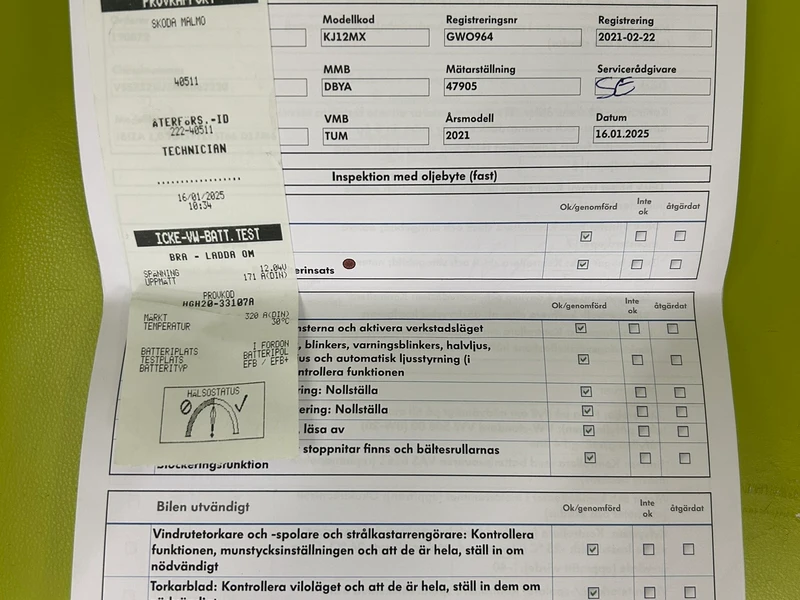 PROVRAPPORT
SKODA MALMO
40511
ATERFoRS.-ID
222-40511
TECHNICIAN
16/01/2025
10:34
ICKE-VW-BATT.TEST
BRA - LADDA OM
SPäNNING 12.04V
UPPMäTT 171 A(DIN)
PROVKOD
HGH20-33107A
MäRKT 320 A(DIN)
TEMPERATUR 30°C
BATTERIPLATS I FORDON
TESTPLATS BATTERIPOL
BATTERITYP EFB / EFB+
HäLSOSTATUS
Modellkod Registreringsnr Registrering
KJ12MX GWO964 2021-02-22
MMB Mätarställning Servicerådgivare
DBYA 47905 SE
VMB Årsmodell Datum
TUM 2021 16.01.2025
Inspektion med oljebyte (fast)
Ok/genomförd Inte ok åtgärdat
erinsats
Ok/genomförd Inte ok åtgärdat
nsterna och aktivera verkstadsläget
, blinkers, varningsblinkers, halvljus,
us och automatisk ljusstyrning (i
ntrollera funktionen
ring: Nollställa
ering: Nollställa
läsa av
stoppnitar finns och bältesrullarnas
blockeringsfunktion
Bilen utvändigt Ok/genomförd Inte ok åtgärdat
Vindrutetorkare och -spolare och strålkastarrengörare: Kontrollera
funktionen, munstycksinställningen och att de är hela, ställ in om
nödvändigt
Torkarblad: Kontrollera viloläget och att de är hela, ställ in dem om